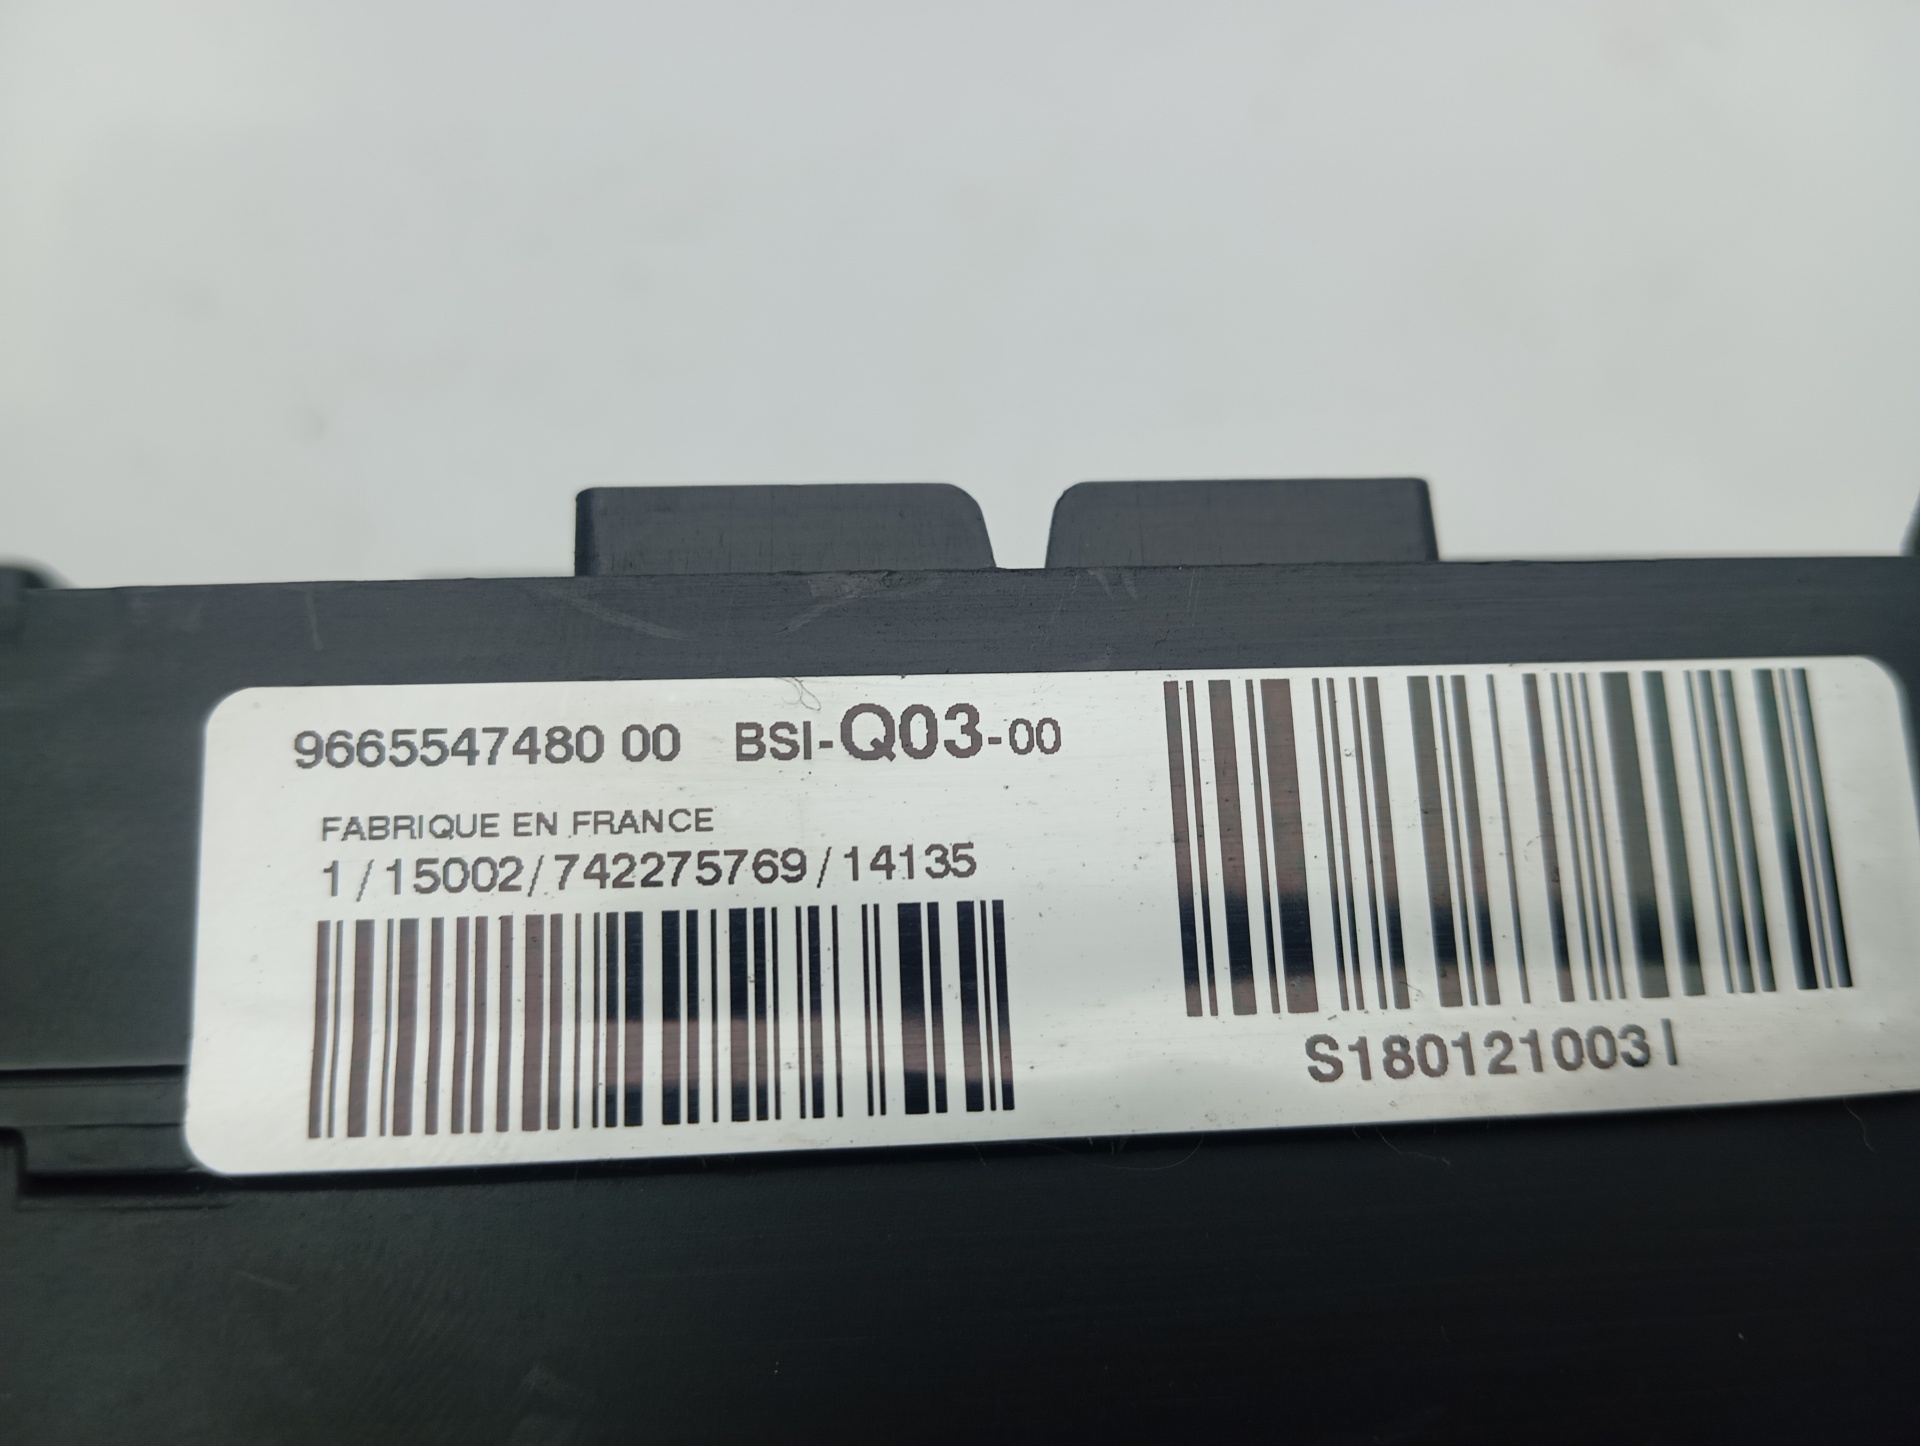 9665547480 00 BSI-Q03-00
FABRIQUE EN FRANCE
1/15002/742275769/14135
S180121003 I